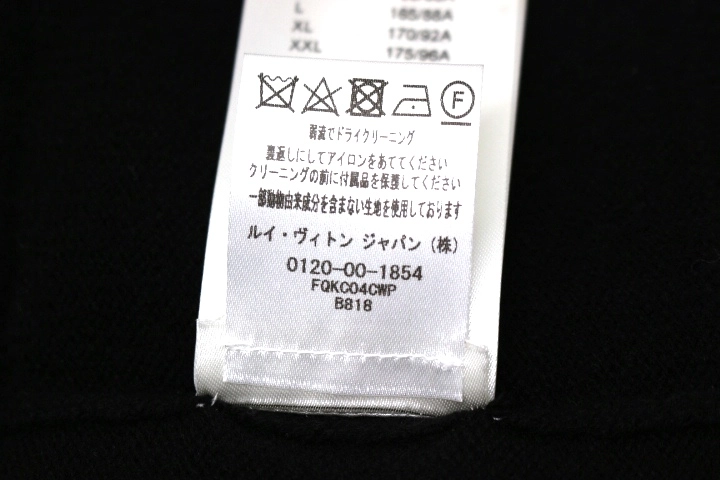 L 165/88A
XL 170/92A
XXL 175/96A
F
弱流でドライクリーニング
裏返しにしてアイロンをあててください
クリーニングの前に付属品を保護してください
一部動物由来成分を含まない生地を使用しております
ルイ・ヴィトン ジャパン (株)
0120-00-1854
FQKC04CWP
B818